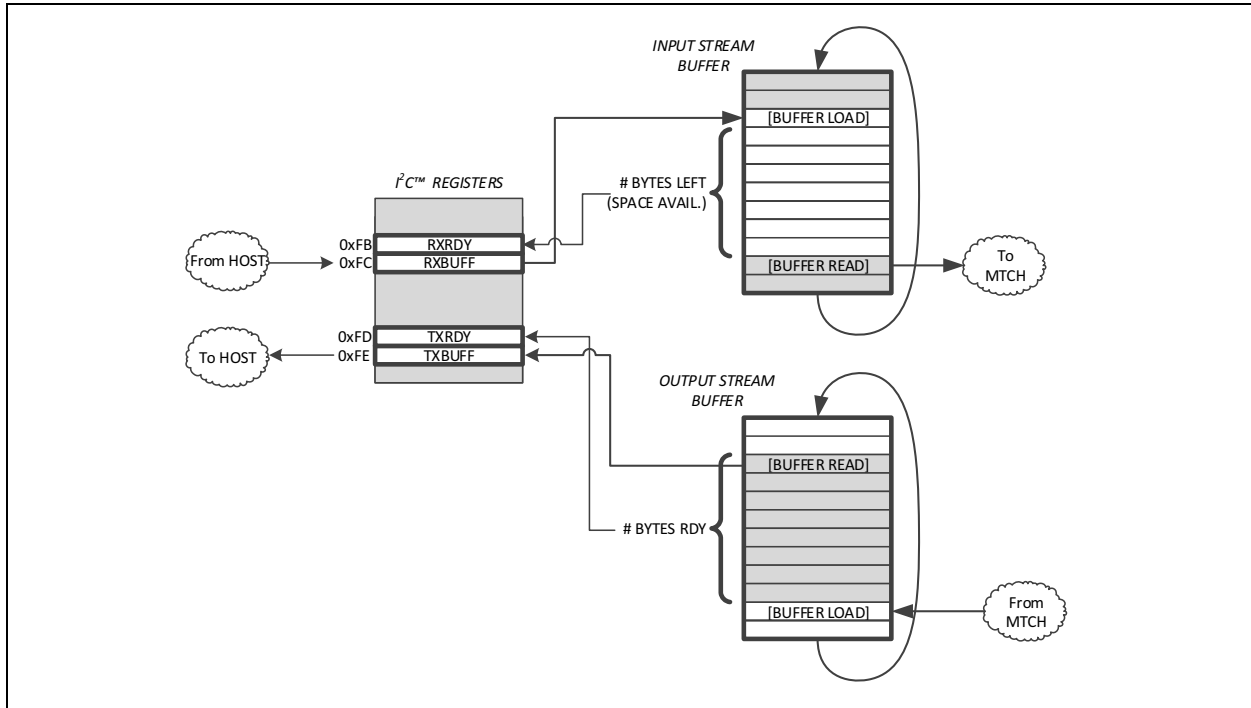 INPUT STREAM
BUFFER
[BUFFER LOAD]
I²C™ REGISTERS
# BYTES LEFT
(SPACE AVAIL.)
0xFB RXRDY
From HOST 0xFC RXBUFF
[BUFFER READ]
To
MTCH
0xFD TXRDY
To HOST 0xFE TXBUFF
OUTPUT STREAM
BUFFER
[BUFFER READ]
# BYTES RDY
[BUFFER LOAD]
From
MTCH